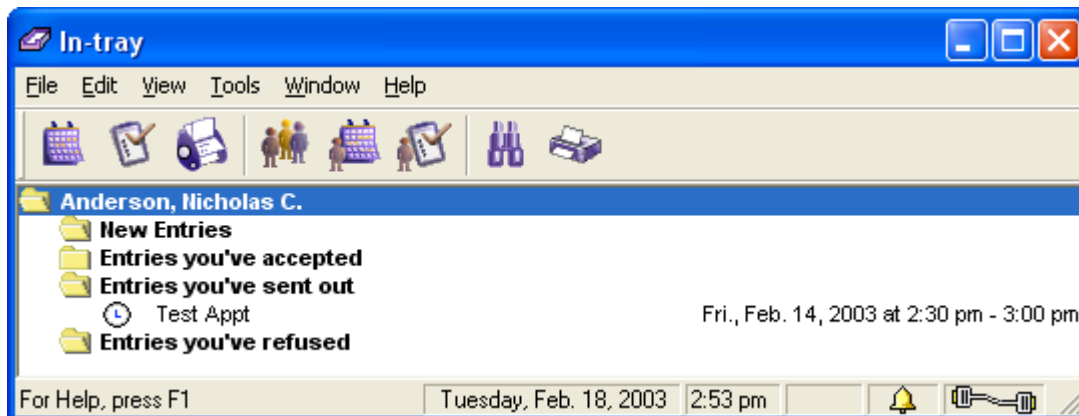 In-tray
File Edit View Tools Window Help
Anderson, Nicholas C.
New Entries
Entries you've accepted
Entries you've sent out
Test Appt Fri., Feb. 14, 2003 at 2:30 pm - 3:00 pm
Entries you've refused
For Help, press F1 Tuesday, Feb. 18, 2003 2:53 pm